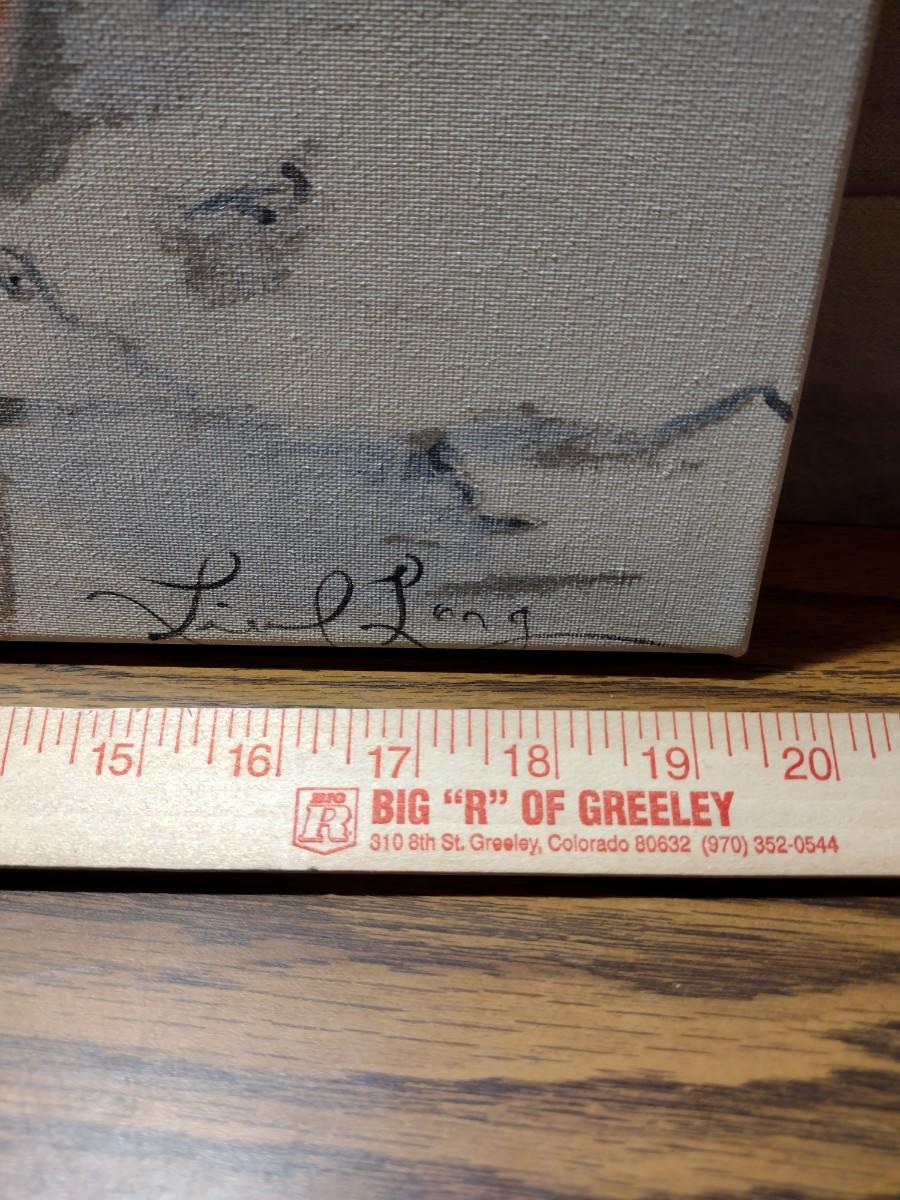 Lang
15 16 17 18 19 20
BIG R
BIG "R" OF GREELEY
310 8th St. Greeley, Colorado 80632 (970) 352-0544